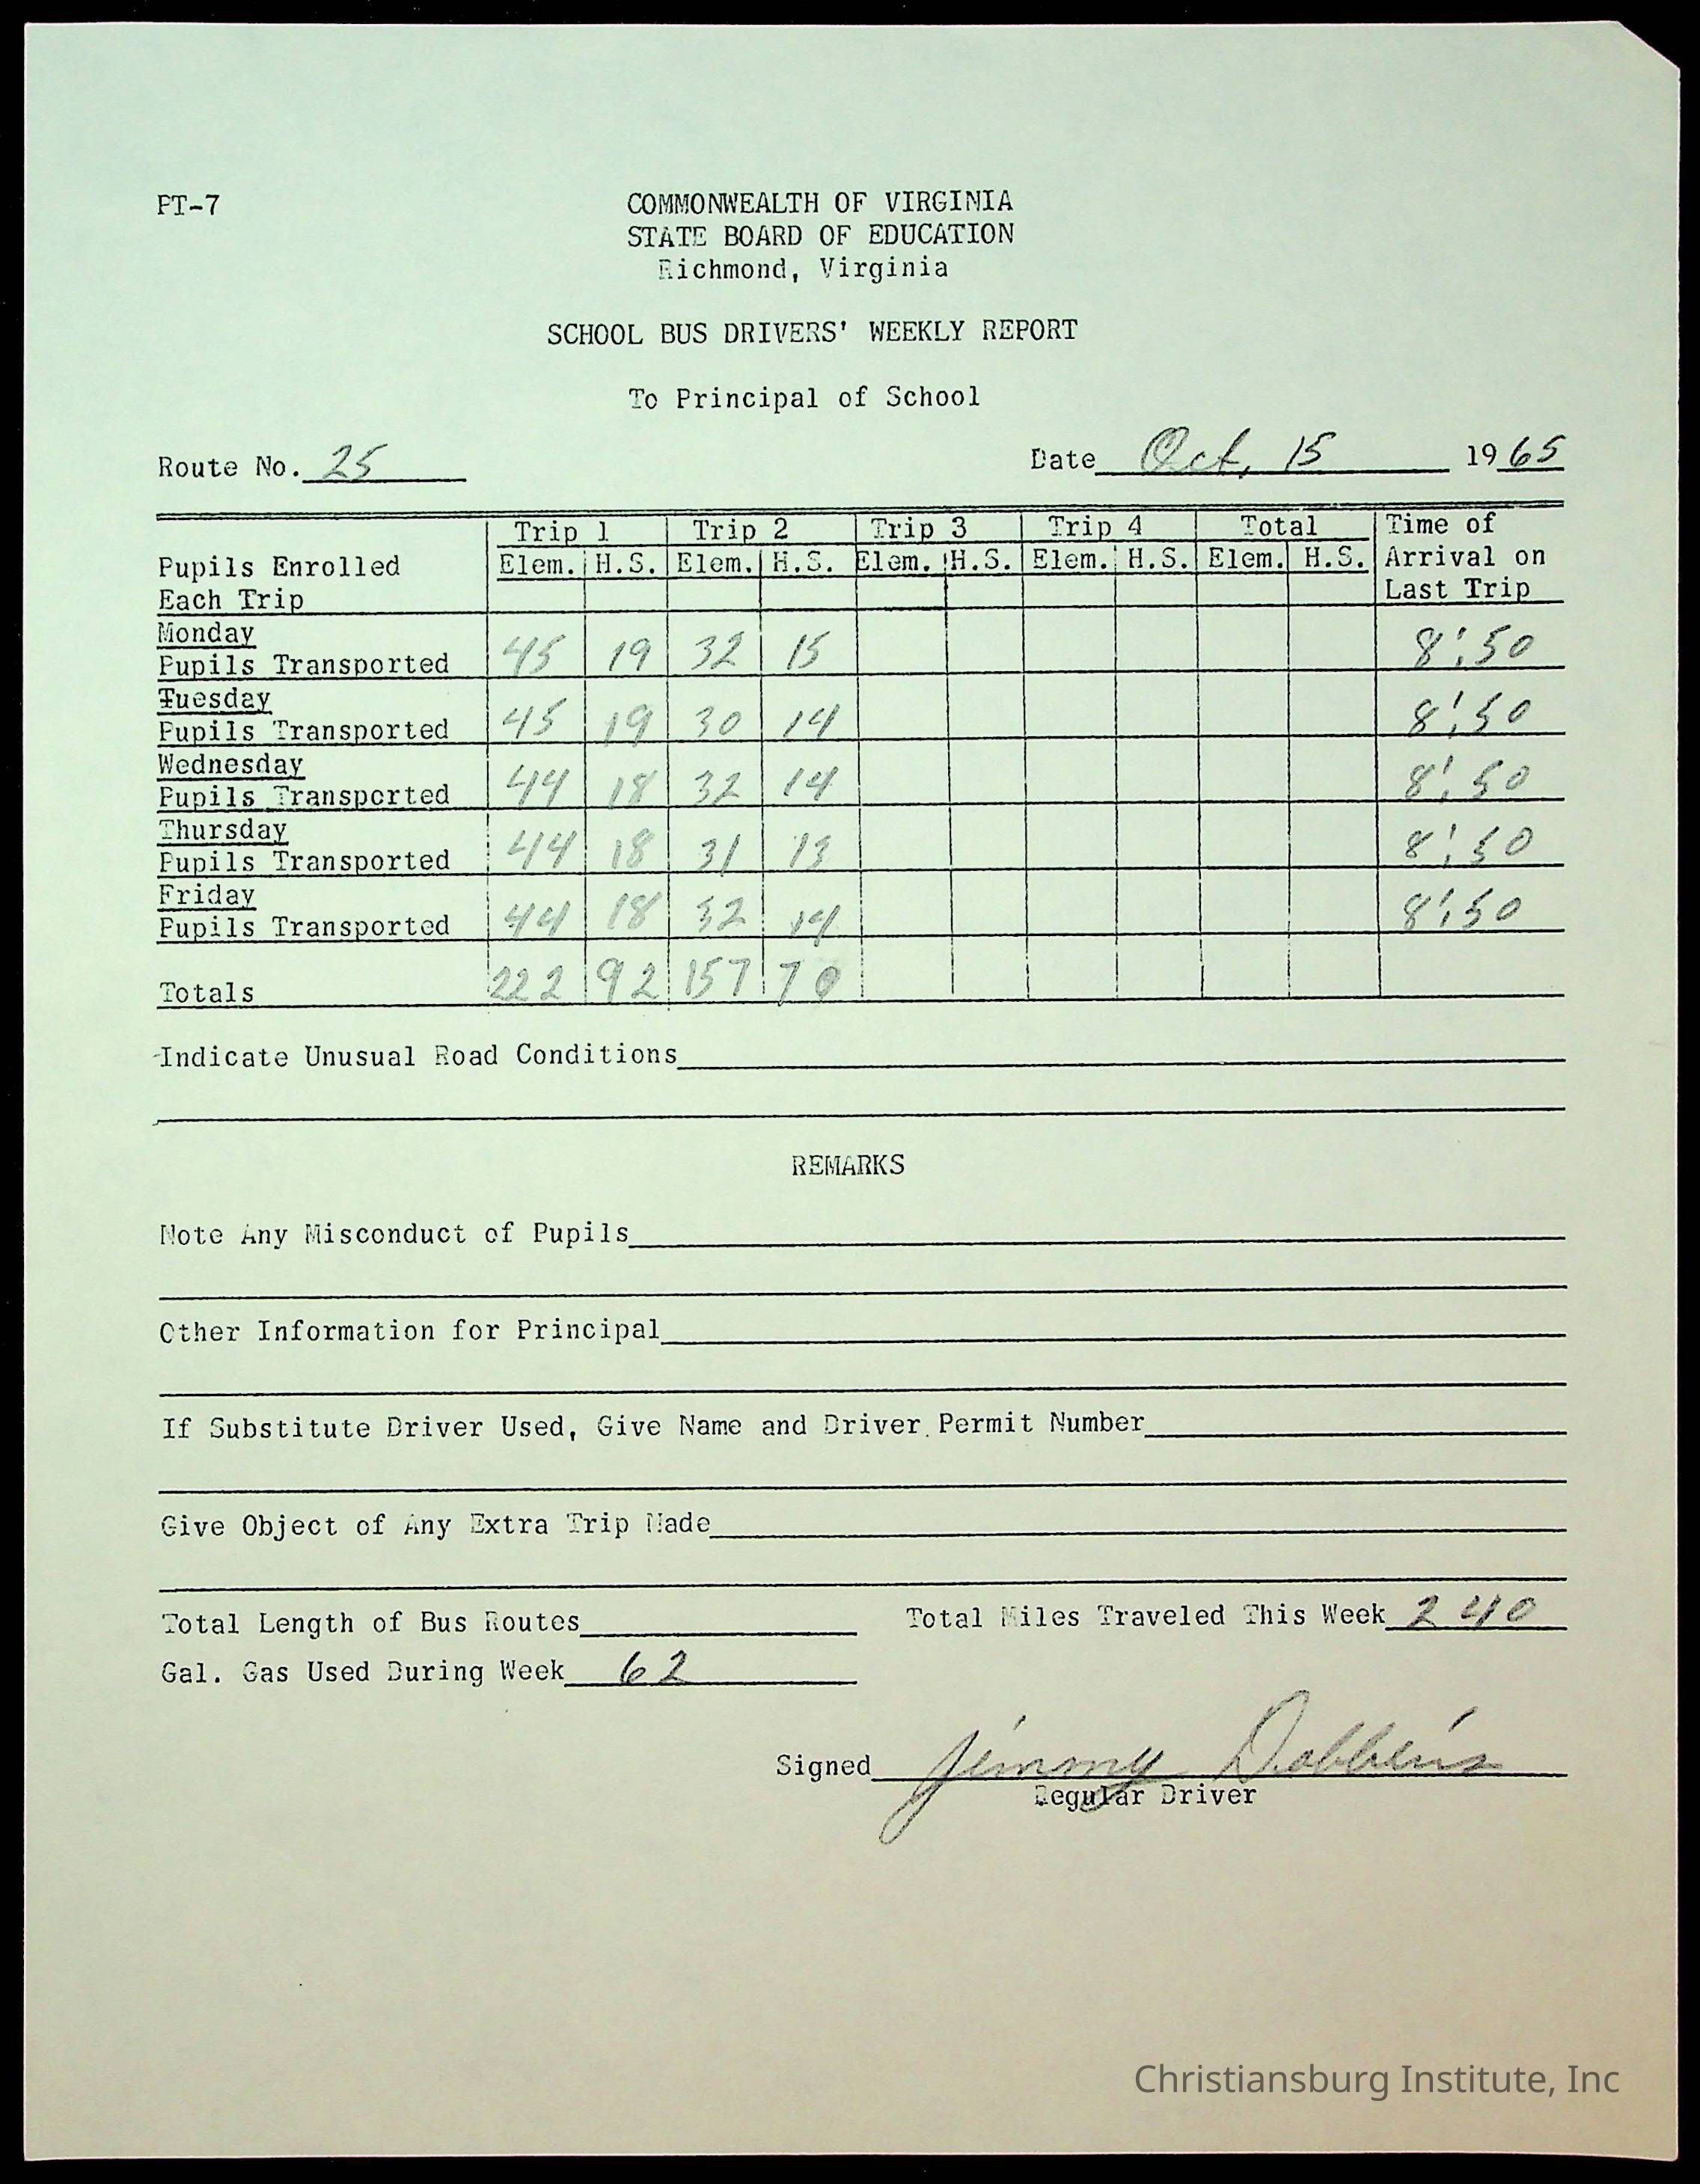 PT-7
COMMONWEALTH OF VIRGINIA
STATE BOARD OF EDUCATION
Richmond, Virginia
SCHOOL BUS DRIVERS' WEEKLY REPORT
To Principal of School
Route No. 25 Date Oct, 15 1965
Trip 1 Trip 2 Trip 3 Trip 4 Total Time of
Pupils Enrolled Elem. H.S. Elem. H.S. Elem. H.S. Elem. H.S. Elem. H.S. Arrival on
Each Trip Last Trip
Monday
Pupils Transported 45 19 32 15 8:50
Tuesday
Pupils Transported 45 19 30 14 8:50
Wednesday
Pupils Transported 44 18 32 14 8:50
Thursday
Pupils Transported 44 18 31 13 8:50
Friday
Pupils Transported 44 18 32 14 8:50
Totals 222 92 157 70
Indicate Unusual Road Conditions
REMARKS
Note Any Misconduct of Pupils
Other Information for Principal
If Substitute Driver Used, Give Name and Driver Permit Number
Give Object of Any Extra Trip Made
Total Length of Bus Routes Total Miles Traveled This Week 240
Gal. Gas Used During Week 62
Signed Jimmy Dobbins
Regular Driver
Christiansburg Institute, Inc